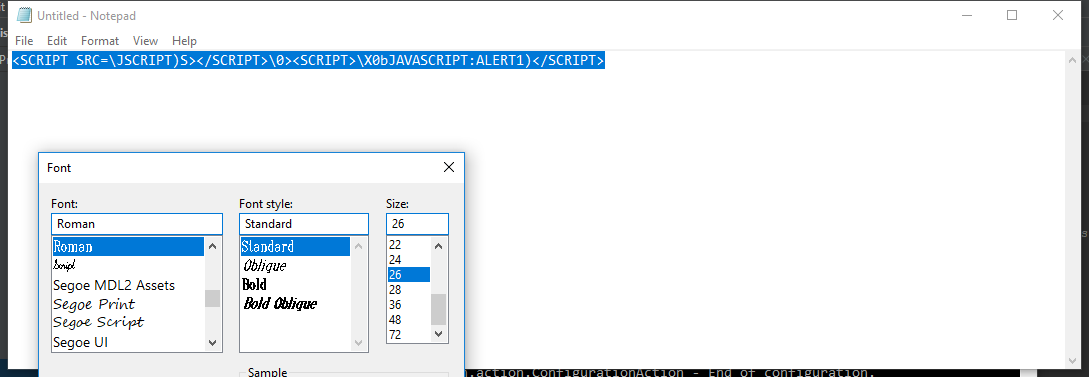 Untitled - Notepad
File Edit Format View Help
<SCRIPT SRC=\JSCRIPT)S></SCRIPT>\0><SCRIPT>\X0bJAVASCRIPT:ALERT1)</SCRIPT>
Font
Font: Font style: Size:
Roman Standard 26
Roman Standard 22
Script Oblique 24
Segoe MDL2 Assets Bold 26
Segoe Print Bold Oblique 28
Segoe Script 36
Segoe UI 48
72
Sample
.action.ConfigurationAction - End of configuration.